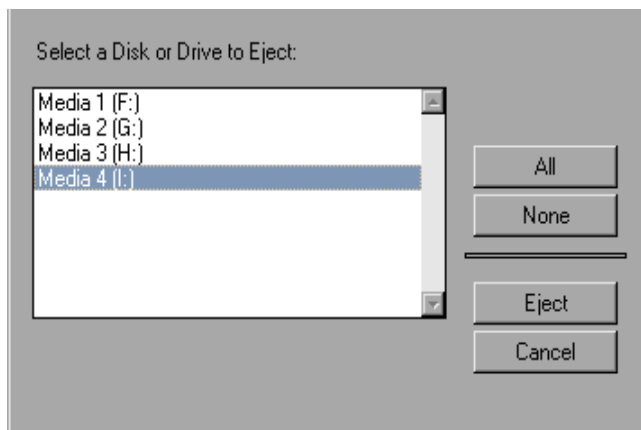 Select a Disk or Drive to Eject:
Media 1 (F:)
Media 2 (G:)
Media 3 (H:)
Media 4 (I:)
All
None
Eject
Cancel